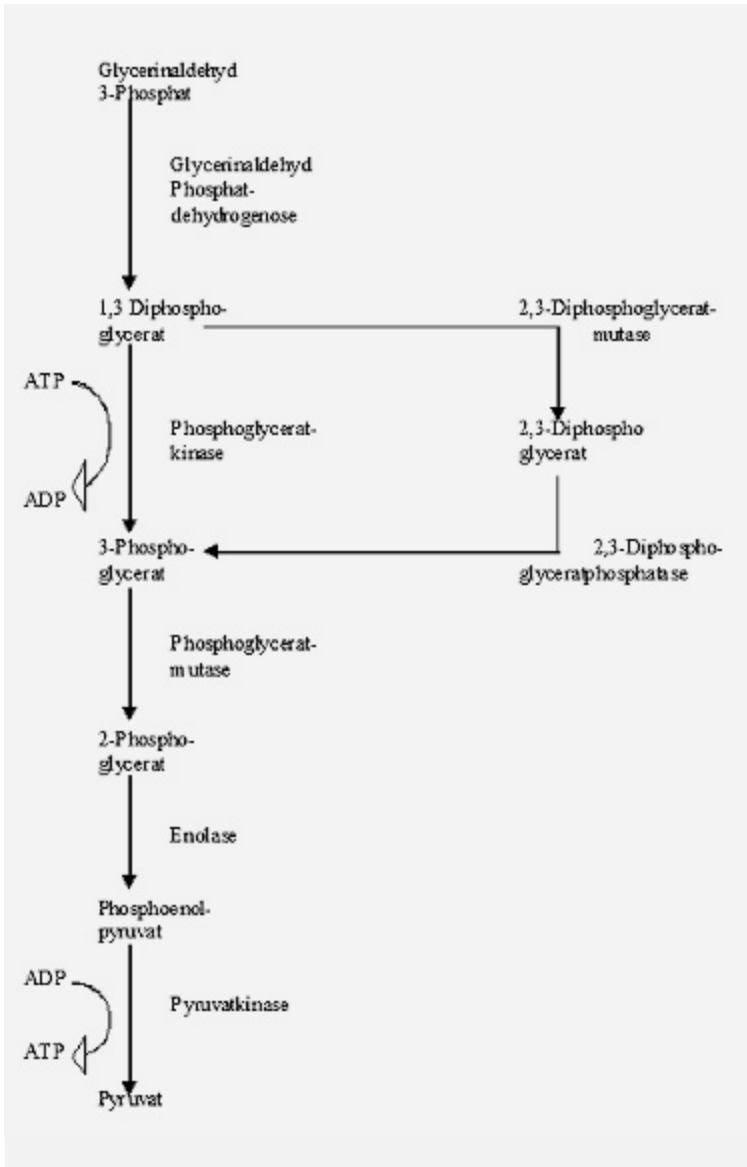 Glycerinaldehyd
3-Phosphat
Glycerinaldehyd
Phosphat-
dehydrogenose
1,3 Diphospho-
glycerat
2,3-Diphosphoglycerat-
mutase
ATP
Phosphoglycerat-
kinase
2,3-Diphospho
glycerat
ADP
3-Phospho-
glycerat
2,3-Diphospho-
glyceratphosphatase
Phosphoglycerat-
mutase
2-Phospho-
glycerat
Enolase
Phosphoenol-
pyruvat
ADP
Pyruvatkinase
ATP
Pyruvat